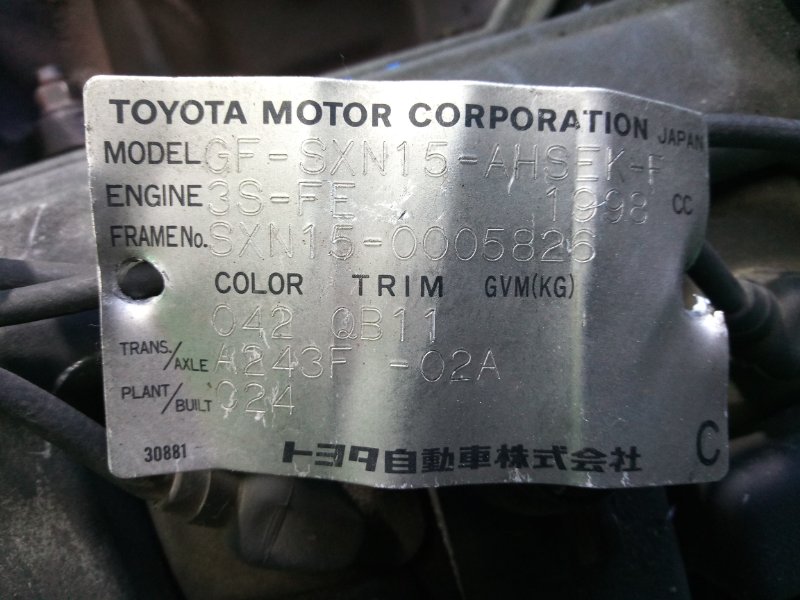 TOYOTA MOTOR CORPORATION JAPAN
MODEL GF-SXN15-AHSEK-F
ENGINE 3S-FE 1998 CC
FRAME No. SXN15-0005826
COLOR TRIM GVM(KG)
042 QB11
TRANS./AXLE A243F -02A
PLANT/BUILT 024
30881 トヨタ自動車株式会社 C